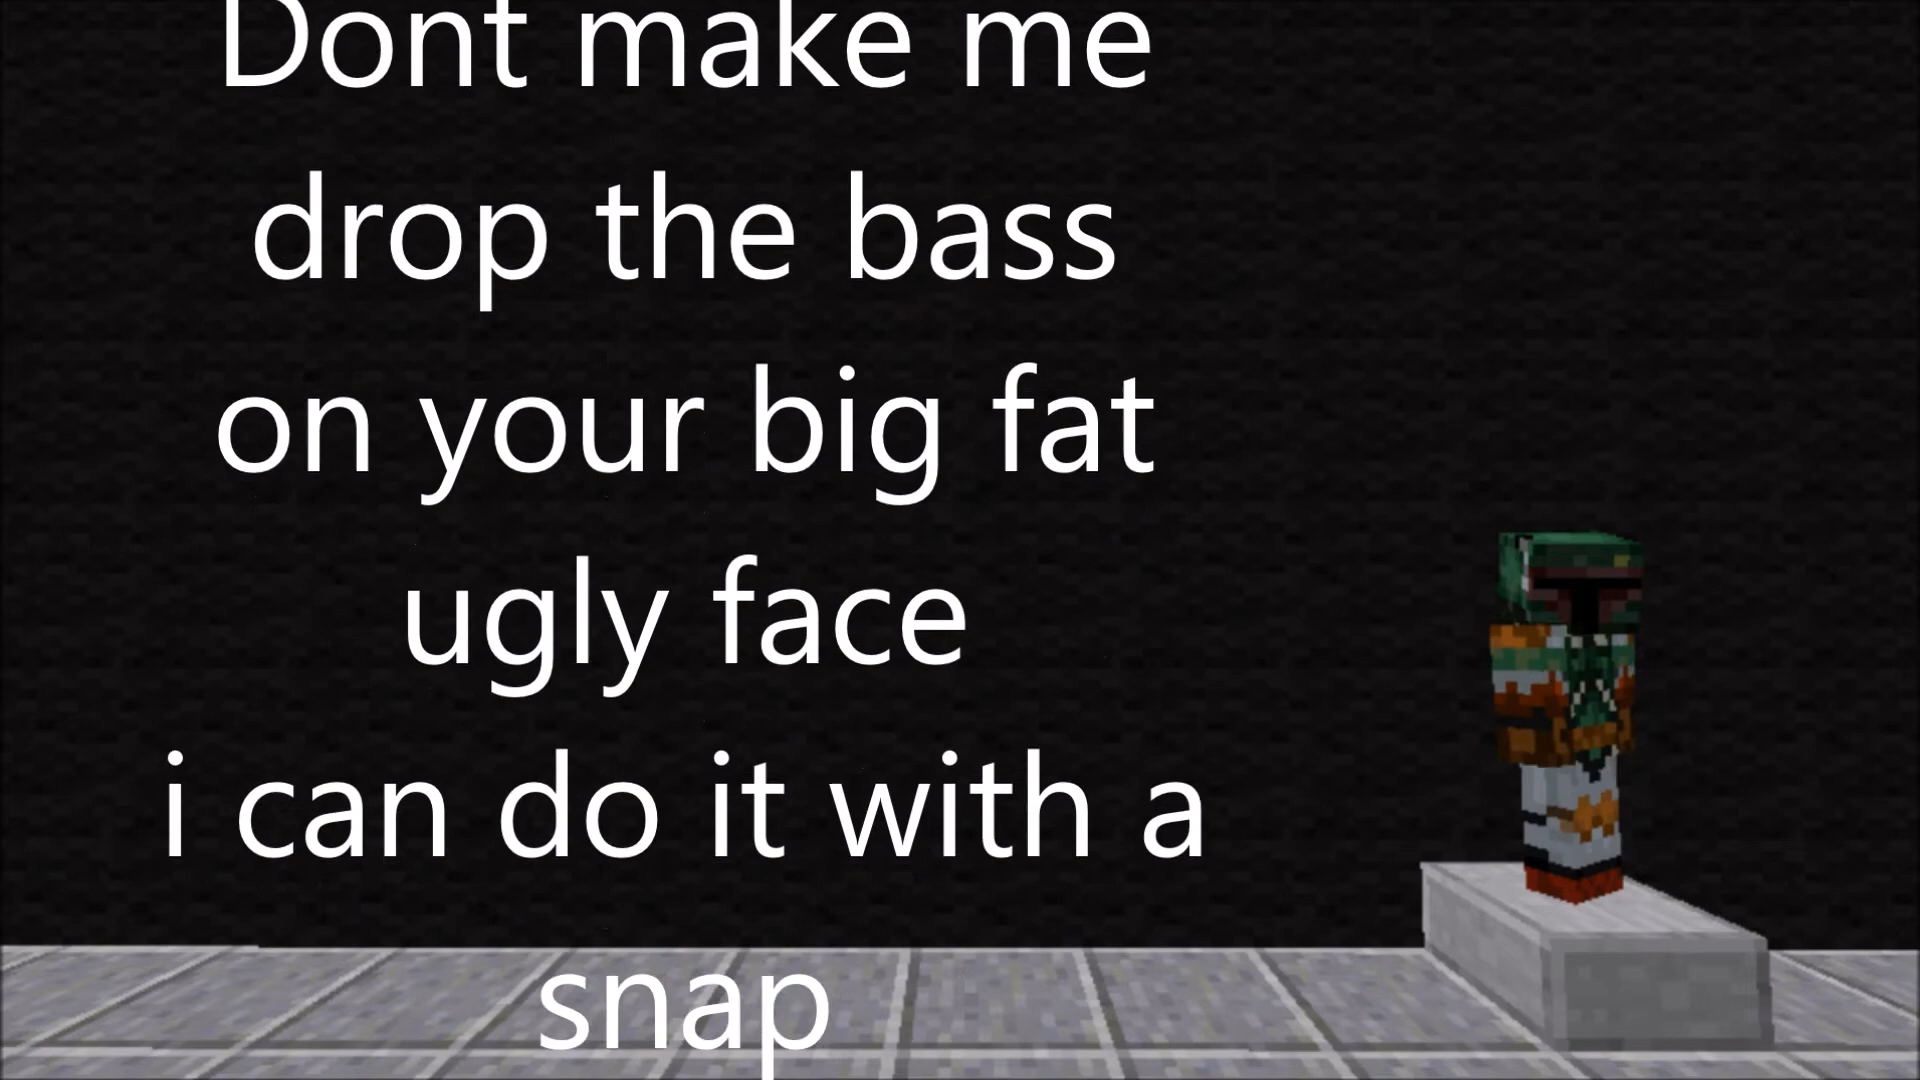 Dont make me
drop the bass
on your big fat
ugly face
i can do it with a
snap